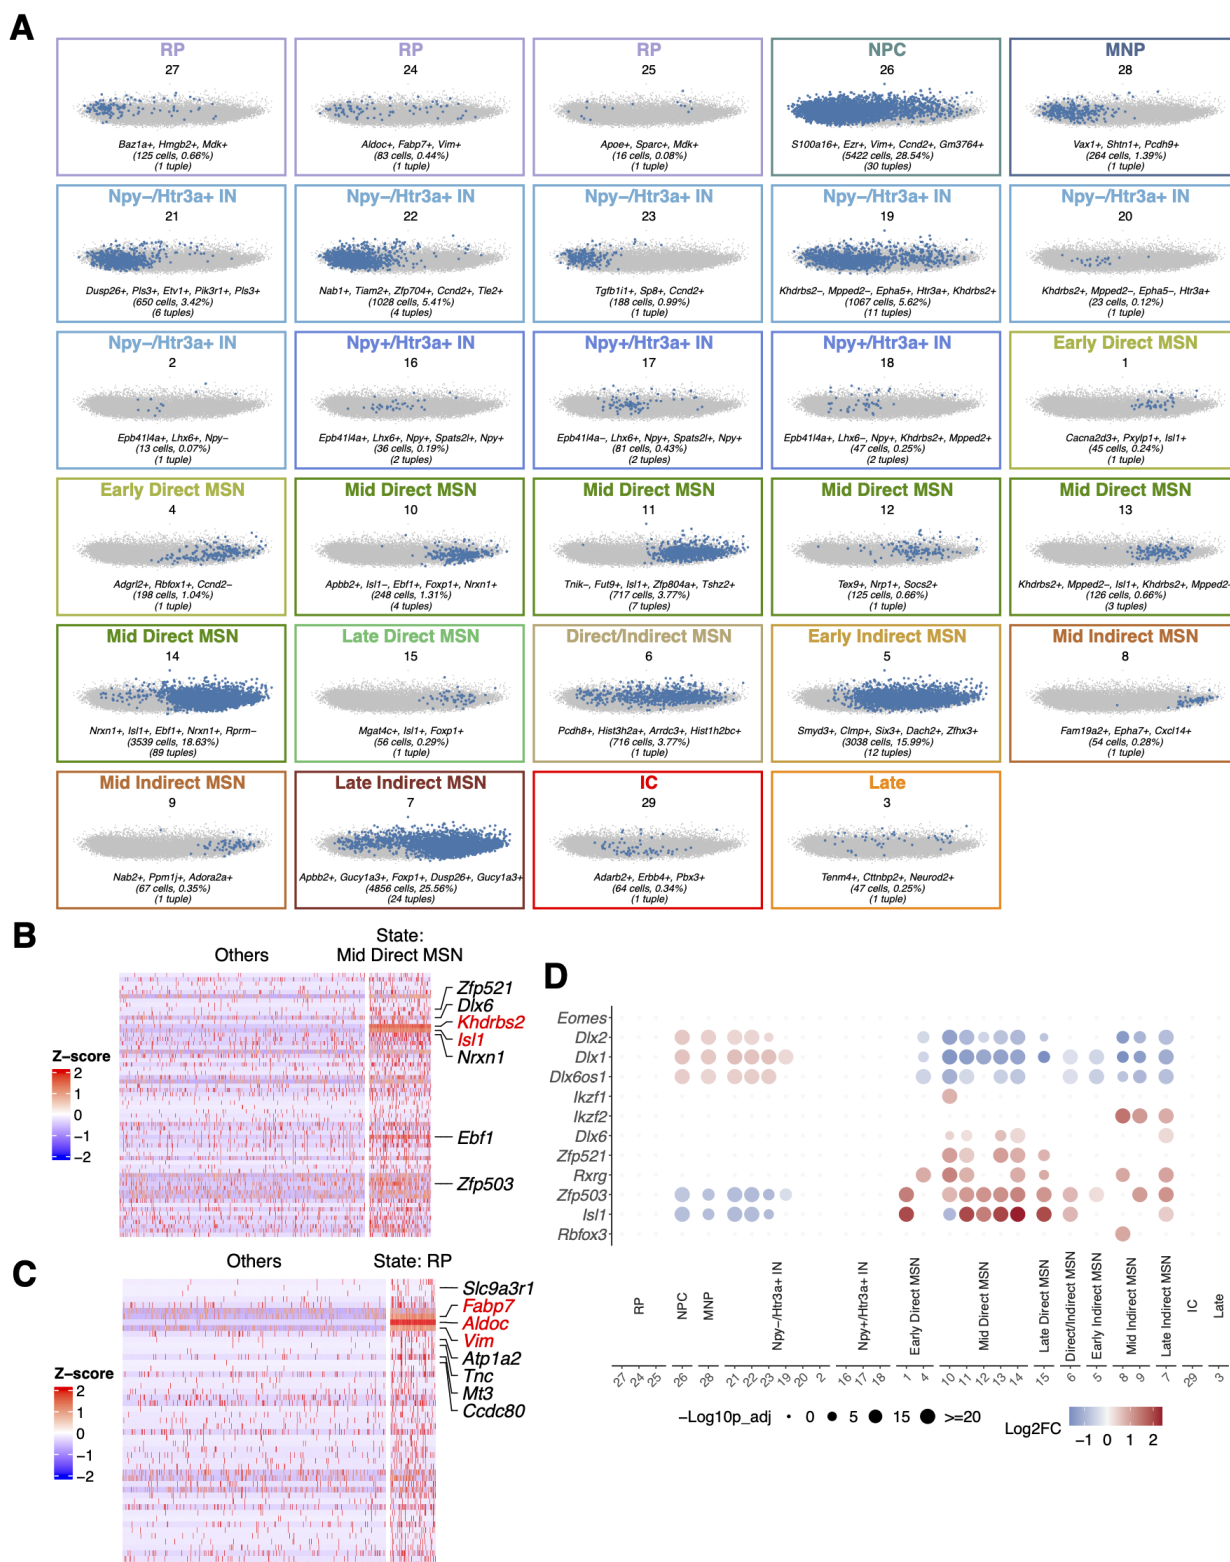 A
RP
27
Baz1a+, Hmgb2+, Mdk+
(125 cells, 0.66%)
(1 tuple)
RP
24
Aldoc+, Fabp7+, Vim+
(83 cells, 0.44%)
(1 tuple)
RP
25
Apoe+, Sparc+, Mdk+
(16 cells, 0.08%)
(1 tuple)
NPC
26
S100a16+, Ezr+, Vim+, Ccnd2+, Gm3764+
(5422 cells, 28.54%)
(30 tuples)
MNP
28
Vax1+, Shtn1+, Pcdh9+
(264 cells, 1.39%)
(1 tuple)
Npy−/Htr3a+ IN
21
Dusp26+, Pls3+, Etv1+, Pik3r1+, Pls3+
(650 cells, 3.42%)
(6 tuples)
Npy−/Htr3a+ IN
22
Nab1+, Tiam2+, Zfp704+, Ccnd2+, Tle2+
(1028 cells, 5.41%)
(4 tuples)
Npy−/Htr3a+ IN
23
Tgfb1i1+, Sp8+, Ccnd2+
(188 cells, 0.99%)
(1 tuple)
Npy−/Htr3a+ IN
19
Khdrbs2−, Mpped2−, Epha5+, Htr3a+, Khdrbs2+
(1067 cells, 5.62%)
(11 tuples)
Npy−/Htr3a+ IN
20
Khdrbs2+, Mpped2−, Epha5−, Htr3a+
(23 cells, 0.12%)
(1 tuple)
Npy−/Htr3a+ IN
2
Epb41l4a+, Lhx6+, Npy−
(13 cells, 0.07%)
(1 tuple)
Npy+/Htr3a+ IN
16
Epb41l4a+, Lhx6+, Npy+, Spats2l+, Npy+
(36 cells, 0.19%)
(2 tuples)
Npy+/Htr3a+ IN
17
Epb41l4a−, Lhx6+, Npy+, Spats2l+, Npy+
(81 cells, 0.43%)
(2 tuples)
Npy+/Htr3a+ IN
18
Epb41l4a+, Lhx6−, Npy+, Khdrbs2+, Mpped2+
(47 cells, 0.25%)
(2 tuples)
Early Direct MSN
1
Cacna2d3+, Pxylp1+, Isl1+
(45 cells, 0.24%)
(1 tuple)
Early Direct MSN
4
Adgrl2+, Rbfox1+, Ccnd2−
(198 cells, 1.04%)
(1 tuple)
Mid Direct MSN
10
Apbb2+, Isl1−, Ebf1+, Foxp1+, Nrxn1+
(248 cells, 1.31%)
(4 tuples)
Mid Direct MSN
11
Tnik−, Fut9+, Isl1+, Zfp804a+, Tshz2+
(717 cells, 3.77%)
(7 tuples)
Mid Direct MSN
12
Tex9+, Nrp1+, Socs2+
(125 cells, 0.66%)
(1 tuple)
Mid Direct MSN
13
Khdrbs2+, Mpped2−, Isl1+, Khdrbs2+, Mpped2−
(126 cells, 0.66%)
(3 tuples)
Mid Direct MSN
14
Nrxn1+, Isl1+, Ebf1+, Nrxn1+, Rprm−
(3539 cells, 18.63%)
(89 tuples)
Late Direct MSN
15
Mgat4c+, Isl1+, Foxp1+
(56 cells, 0.29%)
(1 tuple)
Direct/Indirect MSN
6
Pcdh8+, Hist3h2a+, Arrdc3+, Hist1h2bc+
(716 cells, 3.77%)
(1 tuple)
Early Indirect MSN
5
Smyd3+, Clmp+, Six3+, Dach2+, Zfhx3+
(3038 cells, 15.99%)
(12 tuples)
Mid Indirect MSN
8
Fam19a2+, Epha7+, Cxcl14+
(54 cells, 0.28%)
(1 tuple)
Mid Indirect MSN
9
Nab2+, Ppm1j+, Adora2a+
(67 cells, 0.35%)
(1 tuple)
Late Indirect MSN
7
Apbb2+, Gucy1a3+, Foxp1+, Dusp26+, Gucy1a3+
(4856 cells, 25.56%)
(24 tuples)
IC
29
Adarb2+, Erbb4+, Pbx3+
(64 cells, 0.34%)
(1 tuple)
Late
3
Tenm4+, Cttnbp2+, Neurod2+
(47 cells, 0.25%)
(1 tuple)
B
Others
State:
Mid Direct MSN
Zfp521
Dlx6
Khdrbs2
Isl1
Nrxn1
Ebf1
Zfp503
Z−score
2
1
0
−1
−2
C
Others
State: RP
Slc9a3r1
Fabp7
Aldoc
Vim
Atp1a2
Tnc
Mt3
Ccdc80
Z−score
2
1
0
−1
−2
D
Eomes
Dlx2
Dlx1
Dlx6os1
Ikzf1
Ikzf2
Dlx6
Zfp521
Rxrg
Zfp503
Isl1
Rbfox3
RP
NPC
MNP
Npy−/Htr3a+ IN
Npy+/Htr3a+ IN
Early Direct MSN
Mid Direct MSN
Late Direct MSN
Direct/Indirect MSN
Early Indirect MSN
Mid Indirect MSN
Late Indirect MSN
IC
Late
27 24 25 26 28 21 22 23 19 20 2 16 17 18 1 4 10 11 12 13 14 15 6 5 8 9 7 29 3
−Log10p_adj 0 5 15 >=20
Log2FC −1 0 1 2